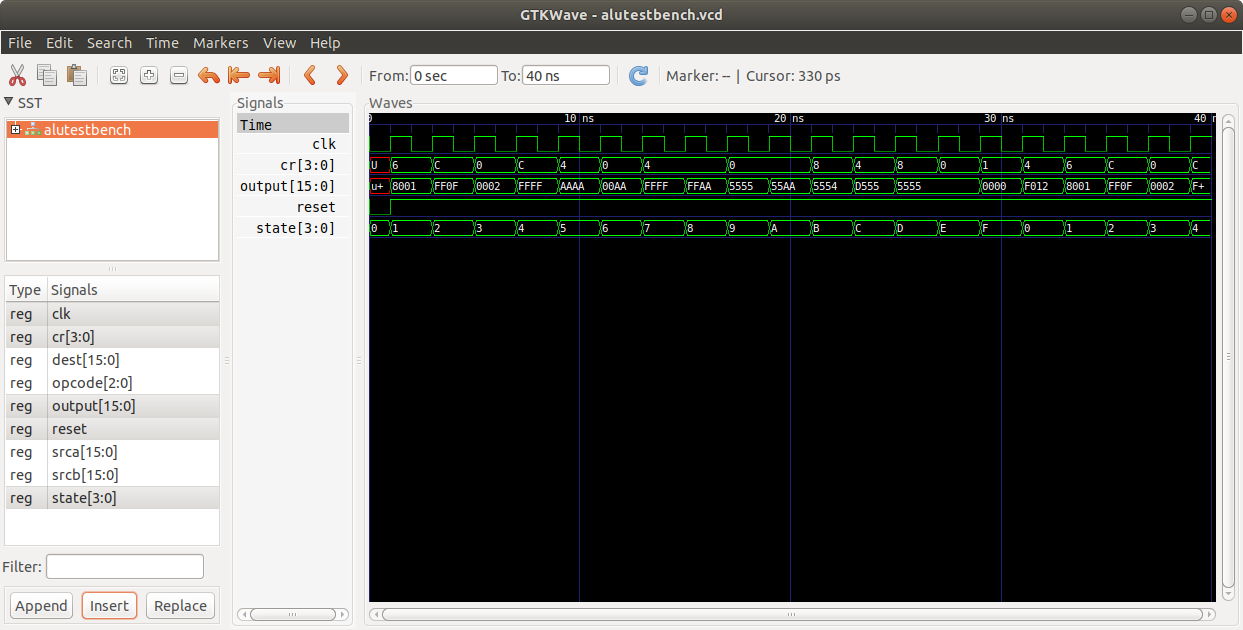 GTKWave - alutestbench.vcd
File Edit Search Time Markers View Help
From: 0 sec To: 40 ns Marker: -- | Cursor: 330 ps
SST
alutestbench
Type Signals
reg clk
reg cr[3:0]
reg dest[15:0]
reg opcode[2:0]
reg output[15:0]
reg reset
reg srca[15:0]
reg srcb[15:0]
reg state[3:0]
Filter:
Append Insert Replace
Signals
Time
clk
cr[3:0]
output[15:0]
reset
state[3:0]
Waves
0 10 ns 20 ns 30 ns 40 n
U 6 C 0 C 4 0 4 0 8 4 8 0 1 4 6 C 0 C
u+ 8001 FF0F 0002 FFFF AAAA 00AA FFFF FFAA 5555 55AA 5554 D555 5555 0000 F012 8001 FF0F 0002 F+
0 1 2 3 4 5 6 7 8 9 A B C D E F 0 1 2 3 4